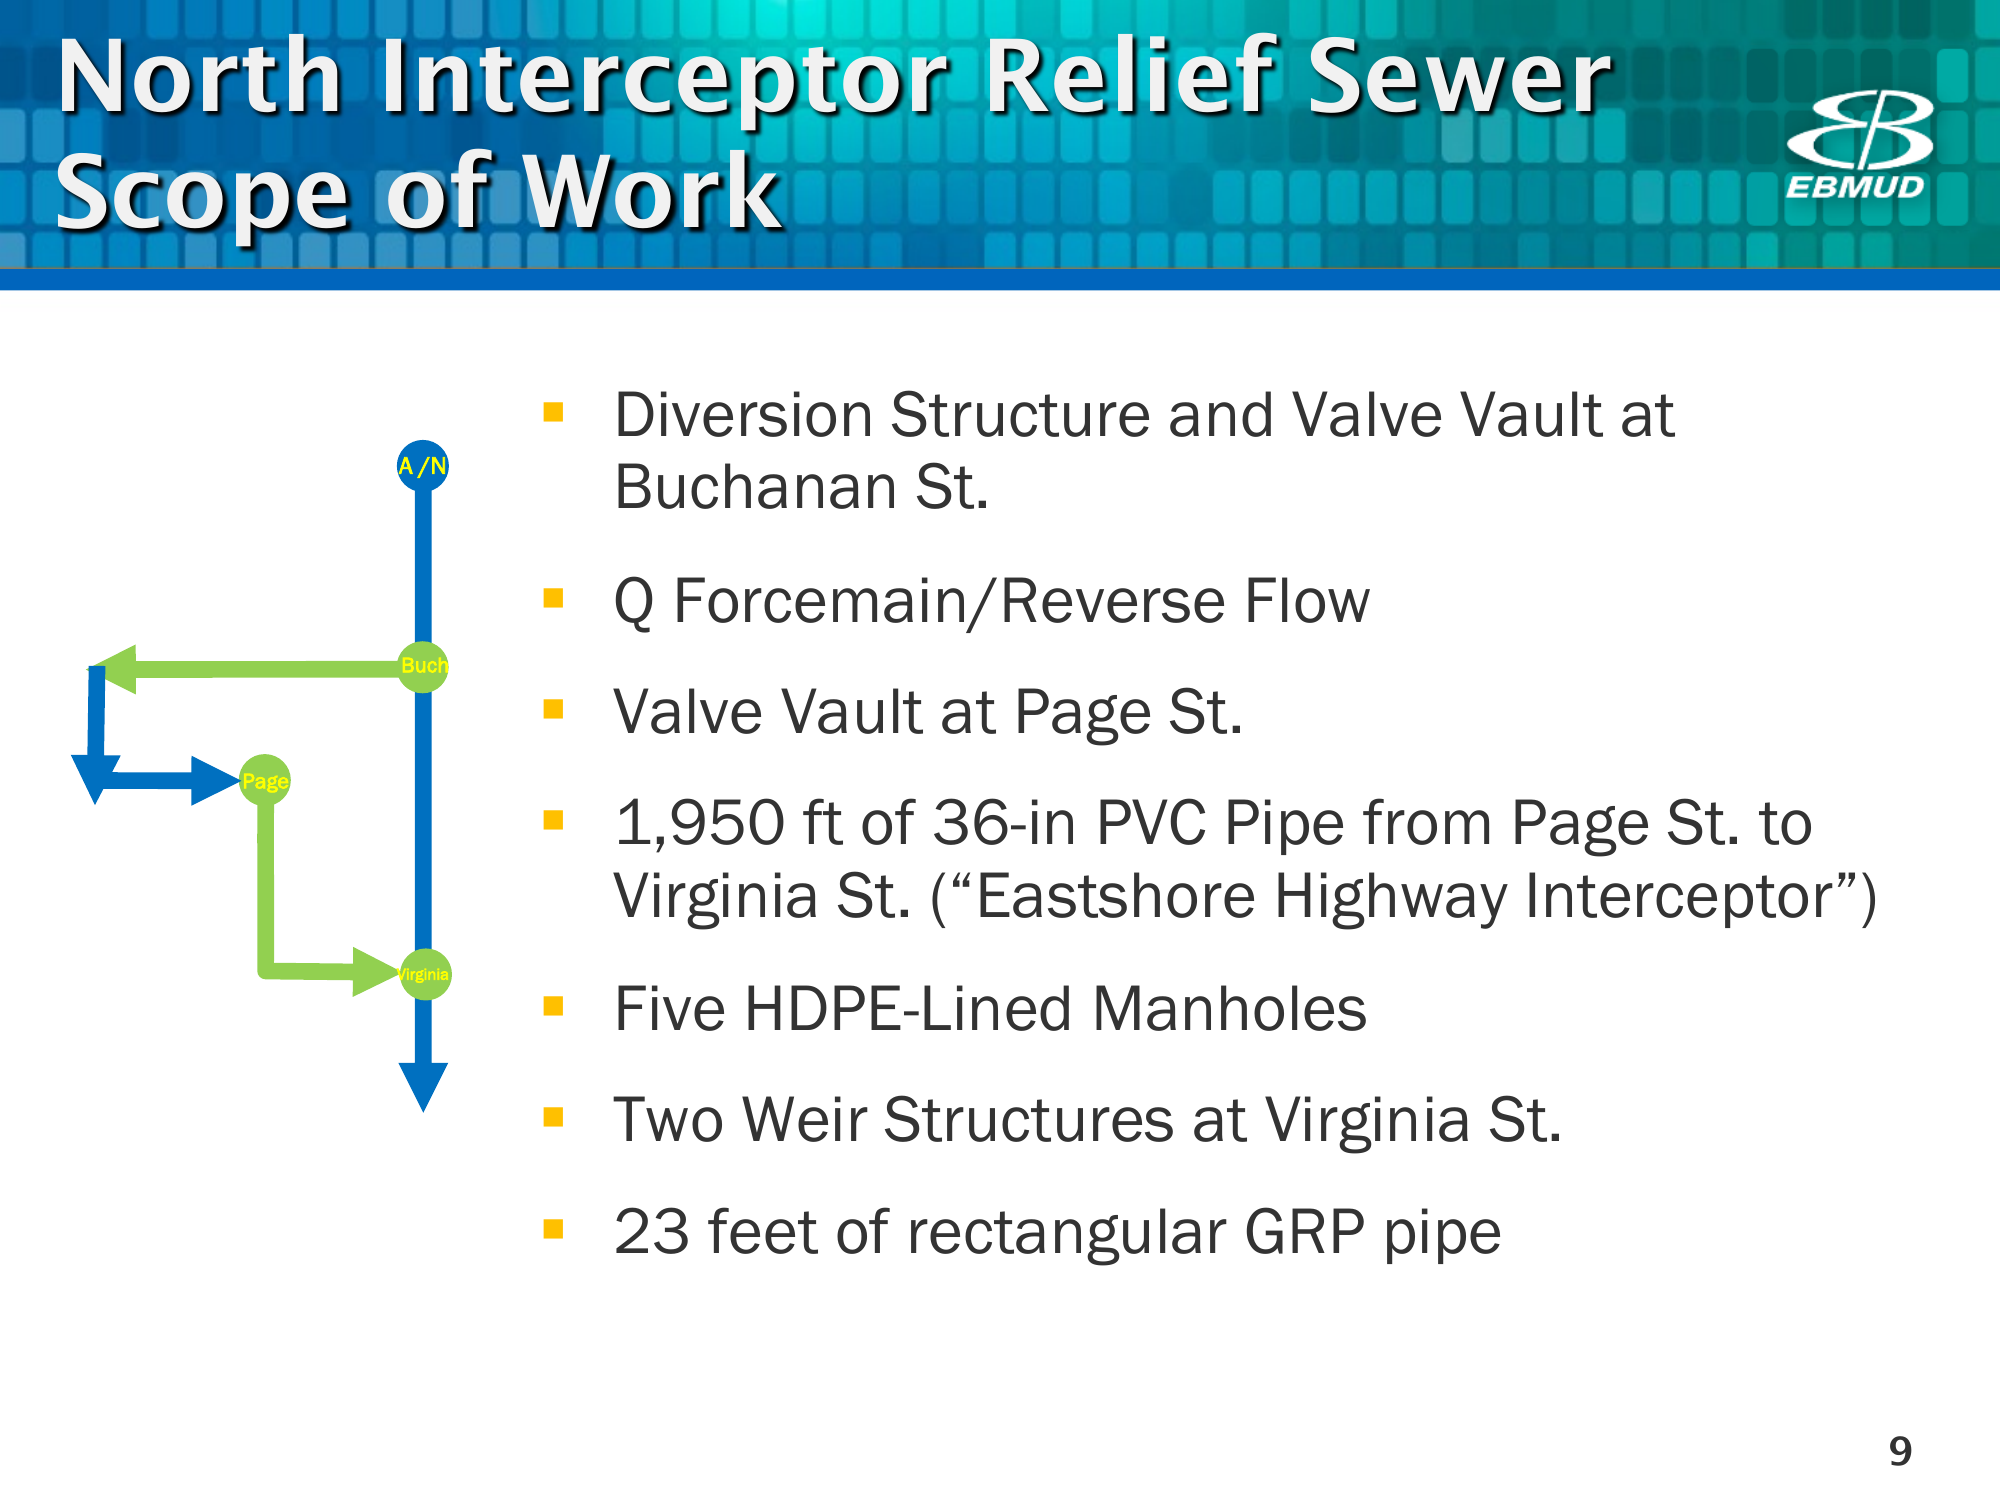 North Interceptor Relief Sewer
Scope of Work
EBMUD
A /N
Buch
Page
Virginia
Diversion Structure and Valve Vault at
Buchanan St.
Q Forcemain/Reverse Flow
Valve Vault at Page St.
1,950 ft of 36-in PVC Pipe from Page St. to
Virginia St. (“Eastshore Highway Interceptor”)
Five HDPE-Lined Manholes
Two Weir Structures at Virginia St.
23 feet of rectangular GRP pipe
9